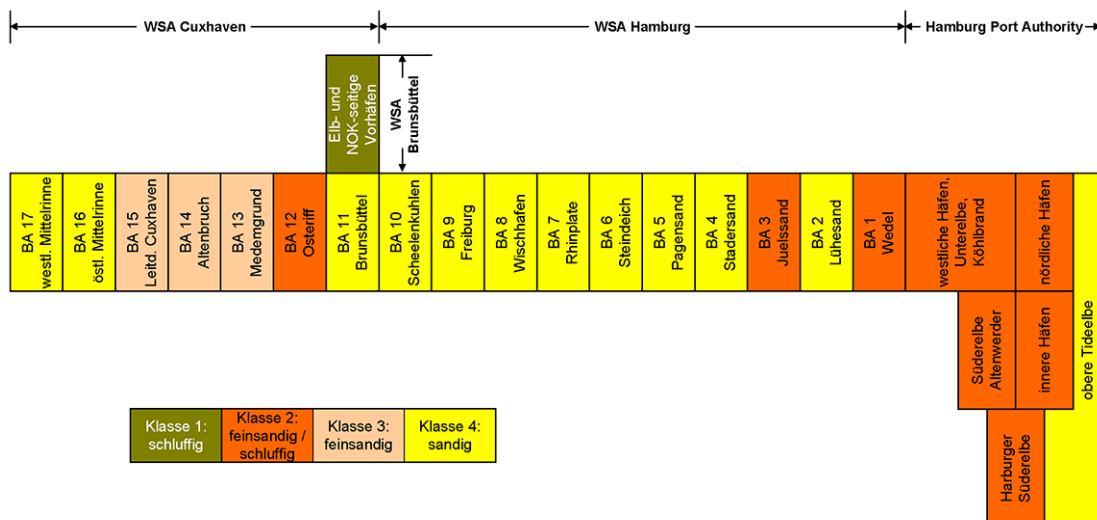 WSA Cuxhaven
WSA Hamburg
Hamburg Port Authority
Elb- und
NOK-seitige
Vorhäfen
WSA
Brunsbüttel
BA 17
westl. Mittelrinne
BA 16
östl. Mittelrinne
BA 15
Leitd. Cuxhaven
BA 14
Altenbruch
BA 13
Medemgrund
BA 12
Osteriff
BA 11
Brunsbüttel
BA 10
Scheelenkuhlen
BA 9
Freiburg
BA 8
Wischhafen
BA 7
Rhinplate
BA 6
Steindeich
BA 5
Pagensand
BA 4
Stadersand
BA 3
Juelssand
BA 2
Lühesand
BA 1
Wedel
westliche Häfen,
Unterelbe,
Köhlbrand
nördliche Häfen
Süderelbe
Altenwerder
innere Häfen
obere Tideelbe
Harburger
Süderelbe
Klasse 1:
schluffig
Klasse 2:
feinsandig /
schluffig
Klasse 3:
feinsandig
Klasse 4:
sandig